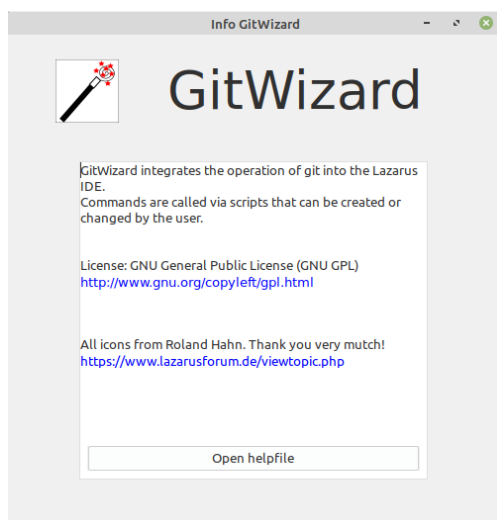 Info GitWizard
GitWizard
GitWizard integrates the operation of git into the Lazarus
IDE.
Commands are called via scripts that can be created or
changed by the user.
License: GNU General Public License (GNU GPL)
http://www.gnu.org/copyleft/gpl.html
All icons from Roland Hahn. Thank you very mutch!
https://www.lazarusforum.de/viewtopic.php
Open helpfile